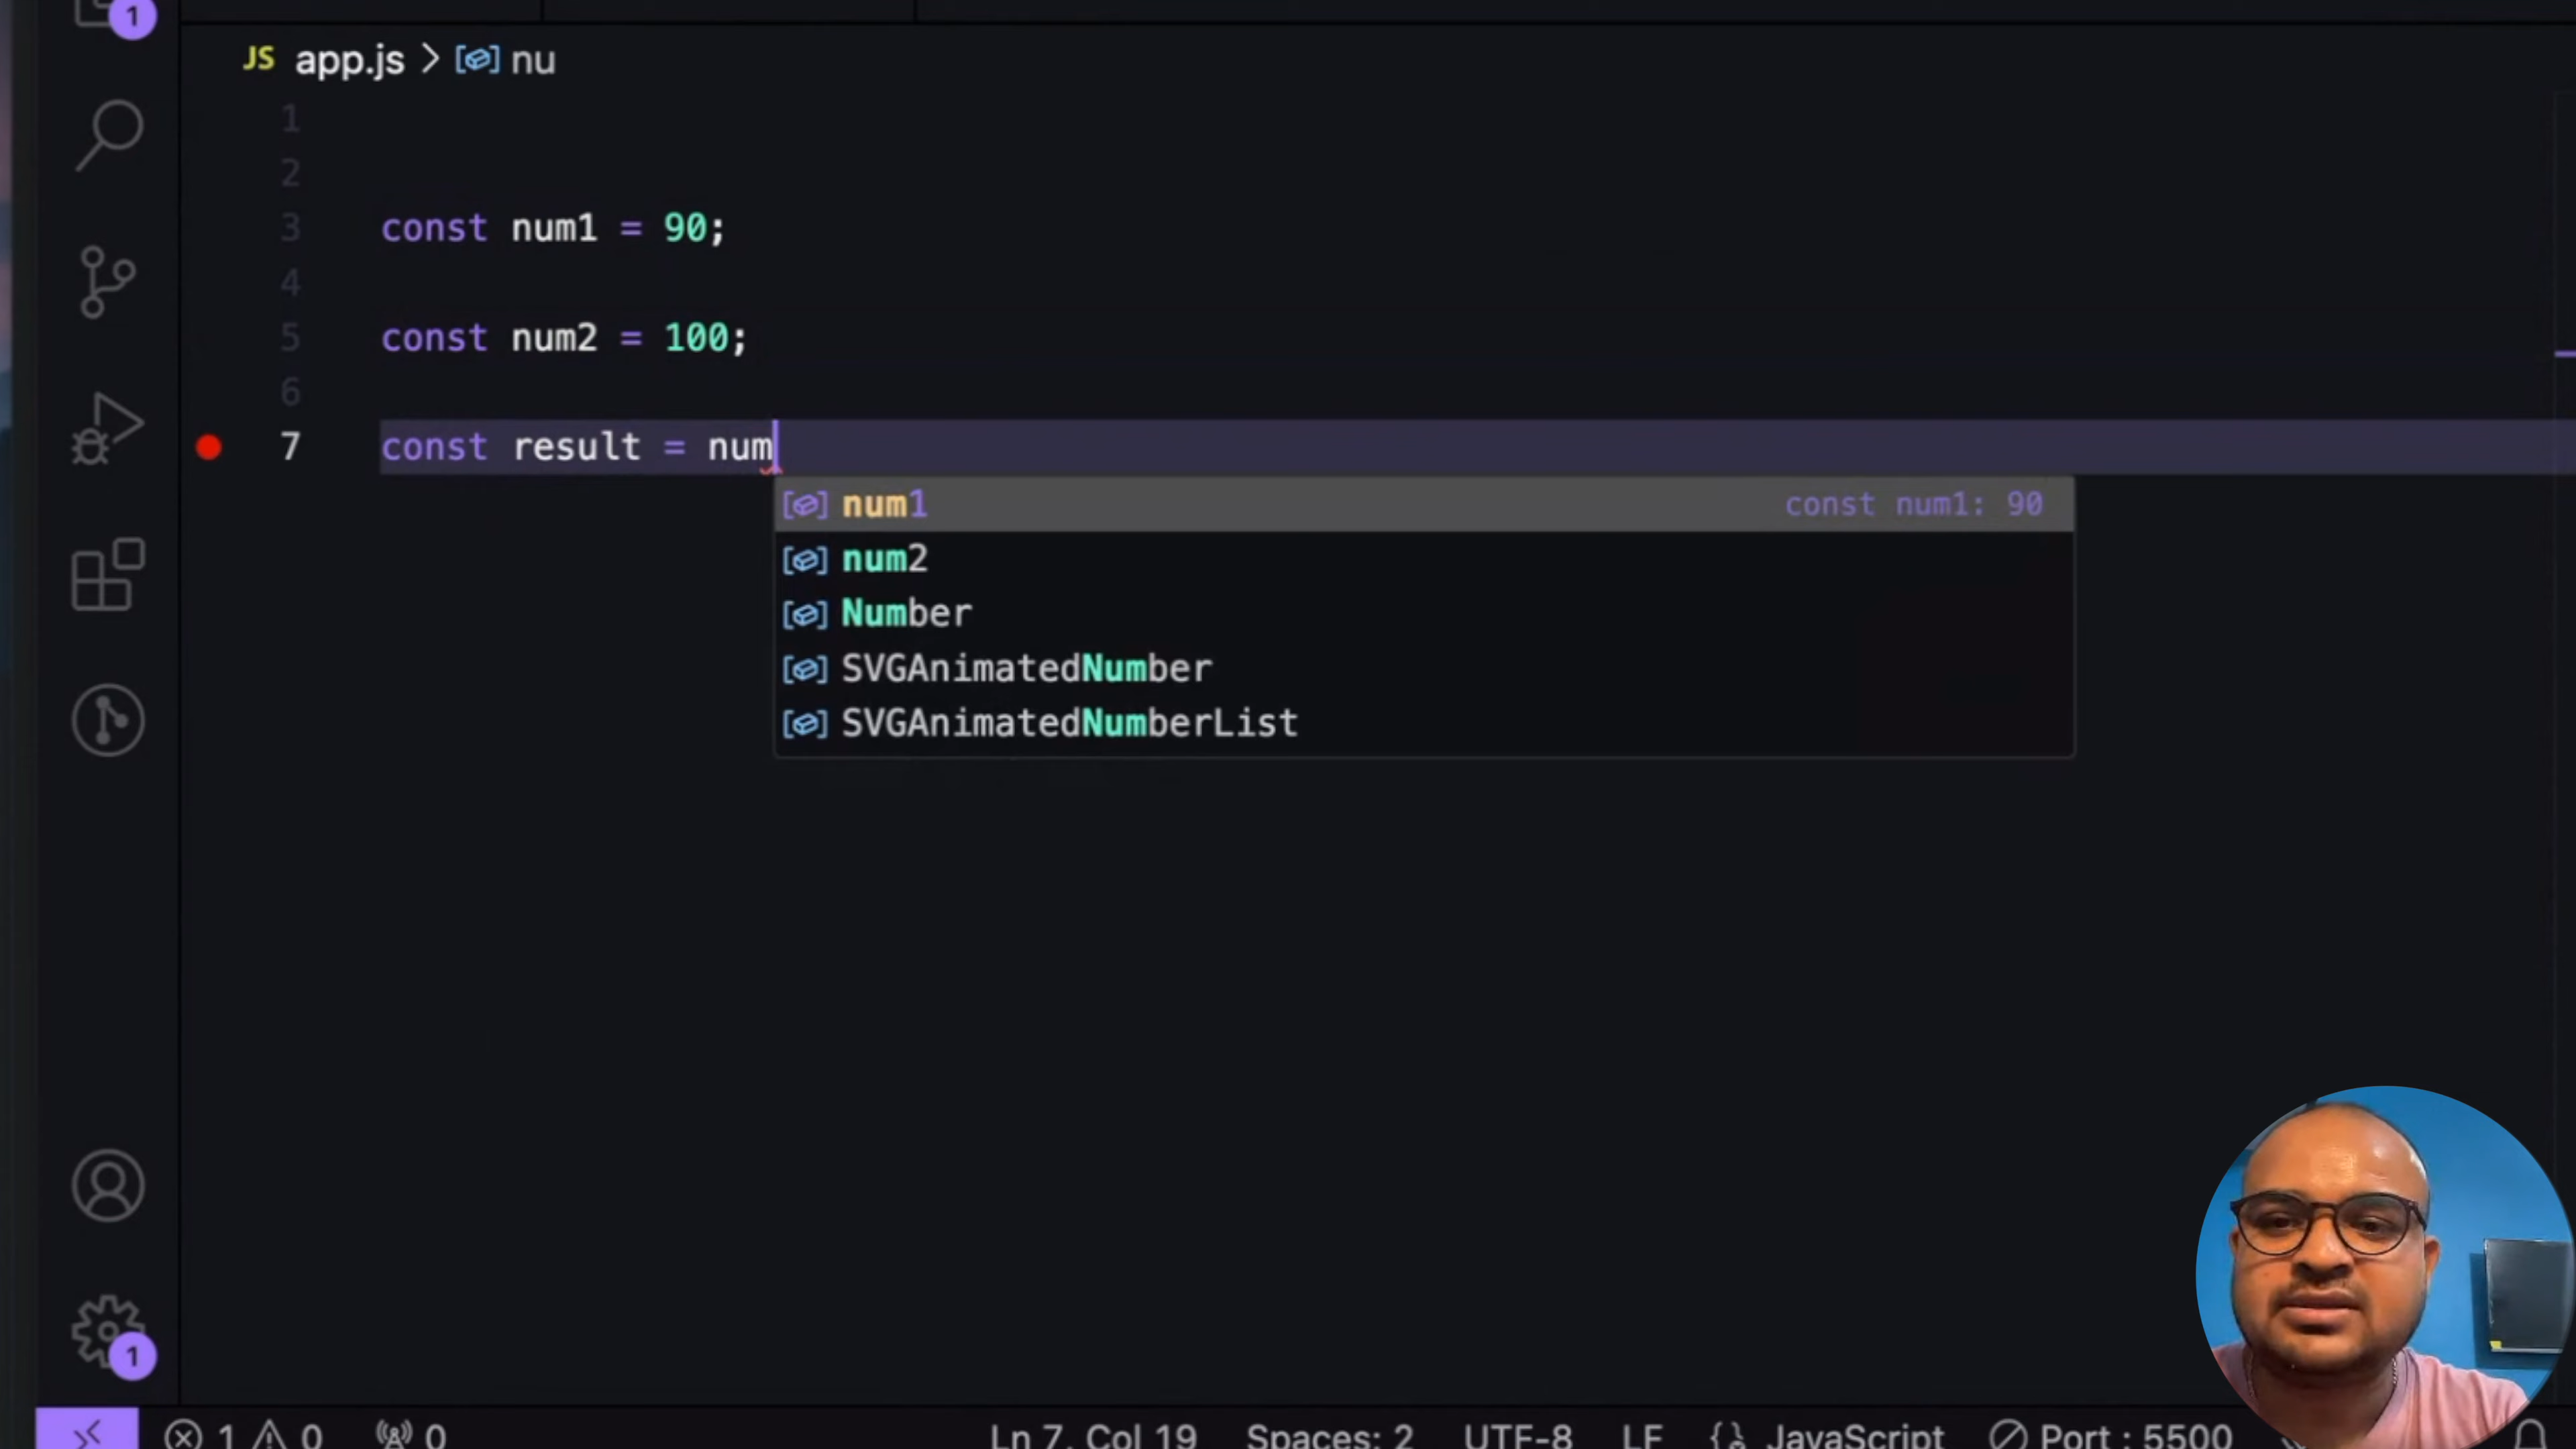 1
JS app.js > nu
1
2
3 const num1 = 90;
4
5 const num2 = 100;
6
7 const result = num
num1 const num1: 90
num2
Number
SVGAnimatedNumber
SVGAnimatedNumberList
1
1 0 0 Ln 7, Col 19 Spaces: 2 UTF-8 LF JavaScript Port : 5500